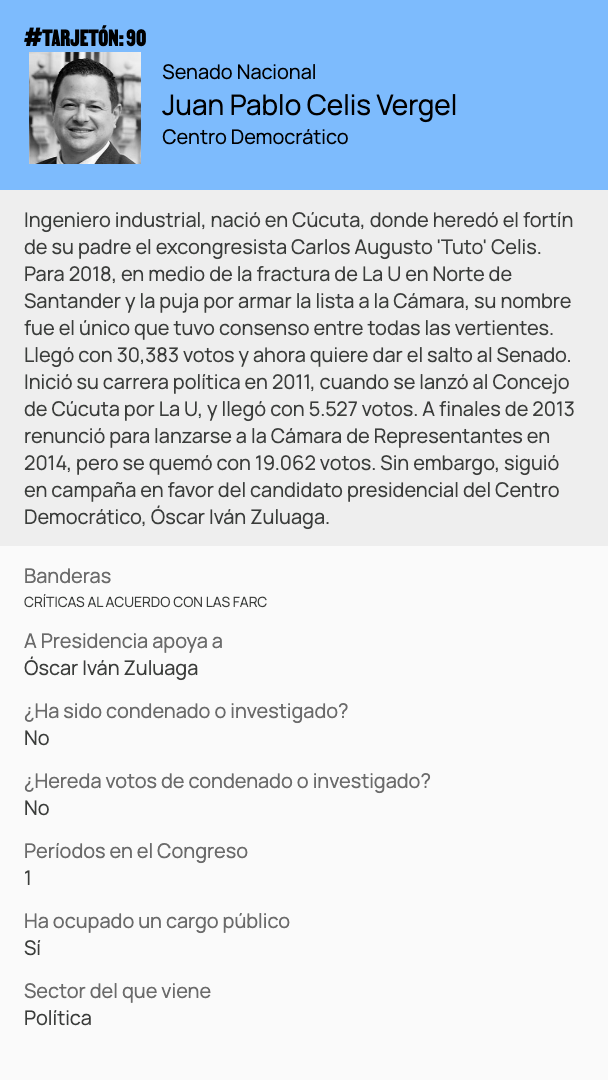 #TARJETÓN: 90
Senado Nacional
Juan Pablo Celis Vergel
Centro Democrático
Ingeniero industrial, nació en Cúcuta, donde heredó el fortín
de su padre el excongresista Carlos Augusto 'Tuto' Celis.
Para 2018, en medio de la fractura de La U en Norte de
Santander y la puja por armar la lista a la Cámara, su nombre
fue el único que tuvo consenso entre todas las vertientes.
Llegó con 30,383 votos y ahora quiere dar el salto al Senado.
Inició su carrera política en 2011, cuando se lanzó al Concejo
de Cúcuta por La U, y llegó con 5.527 votos. A finales de 2013
renunció para lanzarse a la Cámara de Representantes en
2014, pero se quemó con 19.062 votos. Sin embargo, siguió
en campaña en favor del candidato presidencial del Centro
Democrático, Óscar Iván Zuluaga.
Banderas
CRÍTICAS AL ACUERDO CON LAS FARC
A Presidencia apoya a
Óscar Iván Zuluaga
¿Ha sido condenado o investigado?
No
¿Hereda votos de condenado o investigado?
No
Períodos en el Congreso
1
Ha ocupado un cargo público
Sí
Sector del que viene
Política